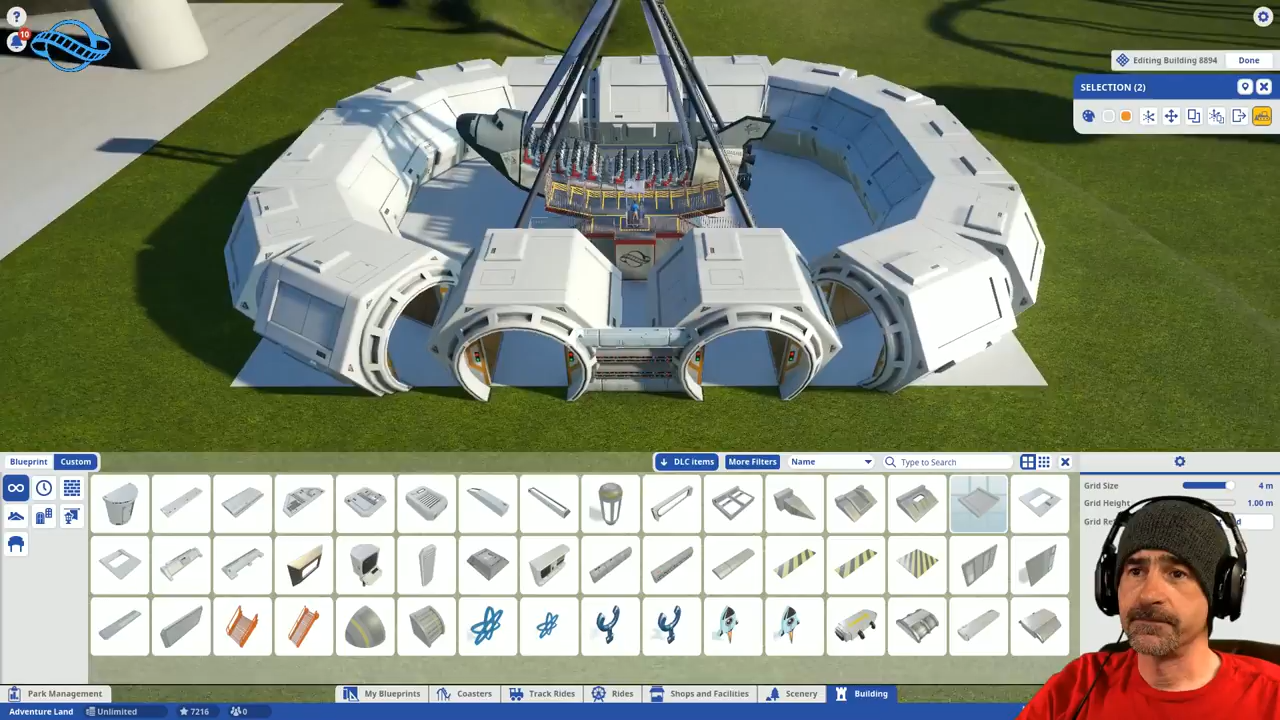 ?
10
Editing Building 8894 Done
SELECTION (2)
Blueprint Custom
DLC items More Filters Name Type to Search
Grid Size 4 m
Grid Height 1.00 m
Park Management My Blueprints Coasters Track Rides Rides Shops and Facilities Scenery Building
Adventure Land Unlimited 7216 0